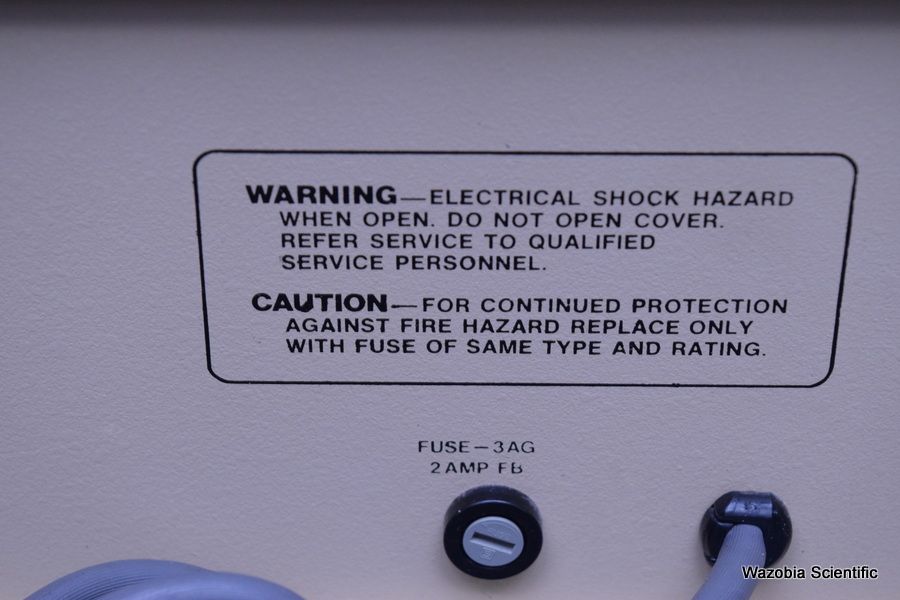 WARNING—ELECTRICAL SHOCK HAZARD
WHEN OPEN. DO NOT OPEN COVER.
REFER SERVICE TO QUALIFIED
SERVICE PERSONNEL.
CAUTION—FOR CONTINUED PROTECTION
AGAINST FIRE HAZARD REPLACE ONLY
WITH FUSE OF SAME TYPE AND RATING.
FUSE—3AG
2AMP FB
Wazobia Scientific